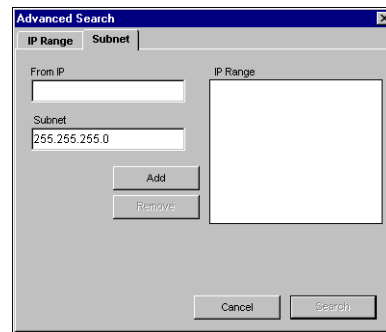 Advanced Search
IP Range Subnet
From IP
IP Range
Subnet
255.255.255.0
Add
Remove
Cancel Search